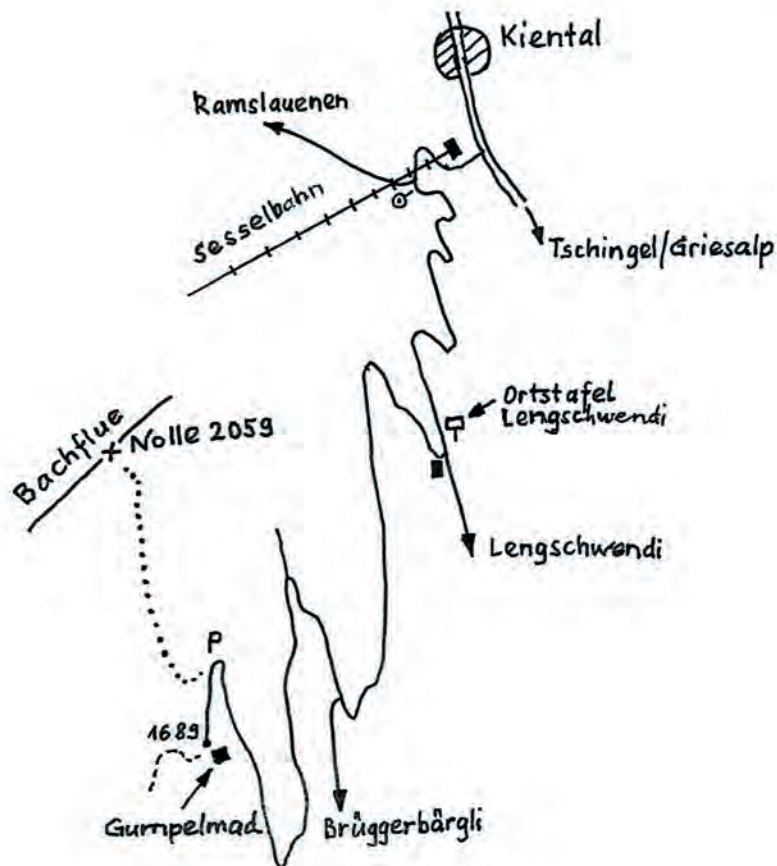 Kiental
Ramslauenen
Sesselbahn
Tschingel/Griesalp
Ortstafel
Lengschwendi
Bachflue
Nolle 2059
Lengschwendi
P
1689
Gumpelmad
Brüggerbärgli